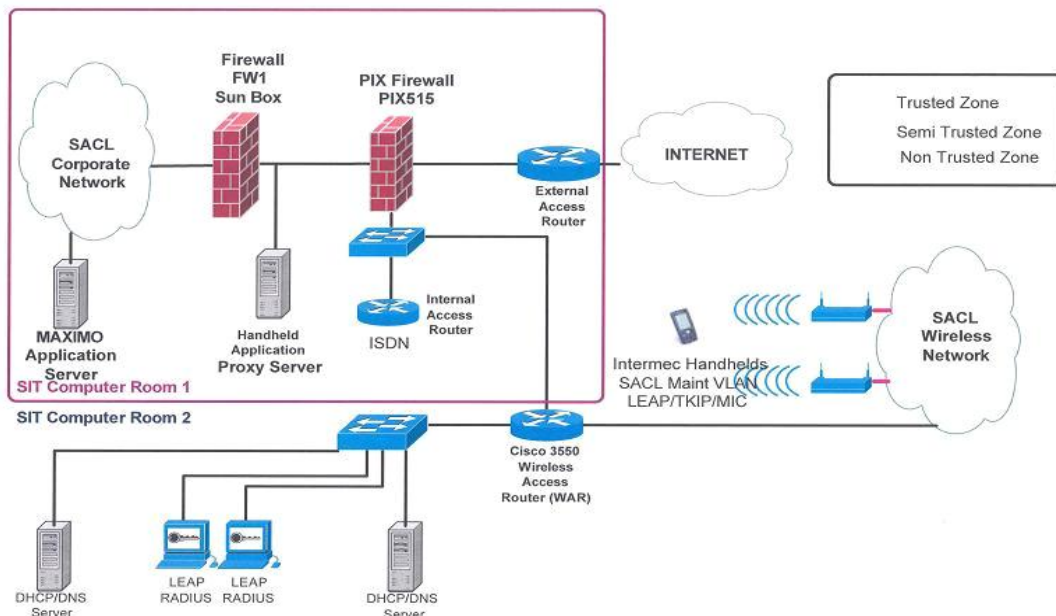 Firewall
FW1
Sun Box
PIX Firewall
PIX515
SACL
Corporate
Network
INTERNET
Trusted Zone
Semi Trusted Zone
Non Trusted Zone
External
Access
Router
MAXIMO
Application
Server
Handheld
Application
Proxy Server
Internal
Access
Router
ISDN
SIT Computer Room 1
Intermec Handhelds
SACL Maint VLAN
LEAP/TKIP/MIC
SACL
Wireless
Network
SIT Computer Room 2
Cisco 3550
Wireless
Access
Router (WAR)
DHCP/DNS
Server
LEAP
RADIUS
LEAP
RADIUS
DHCP/DNS
Server